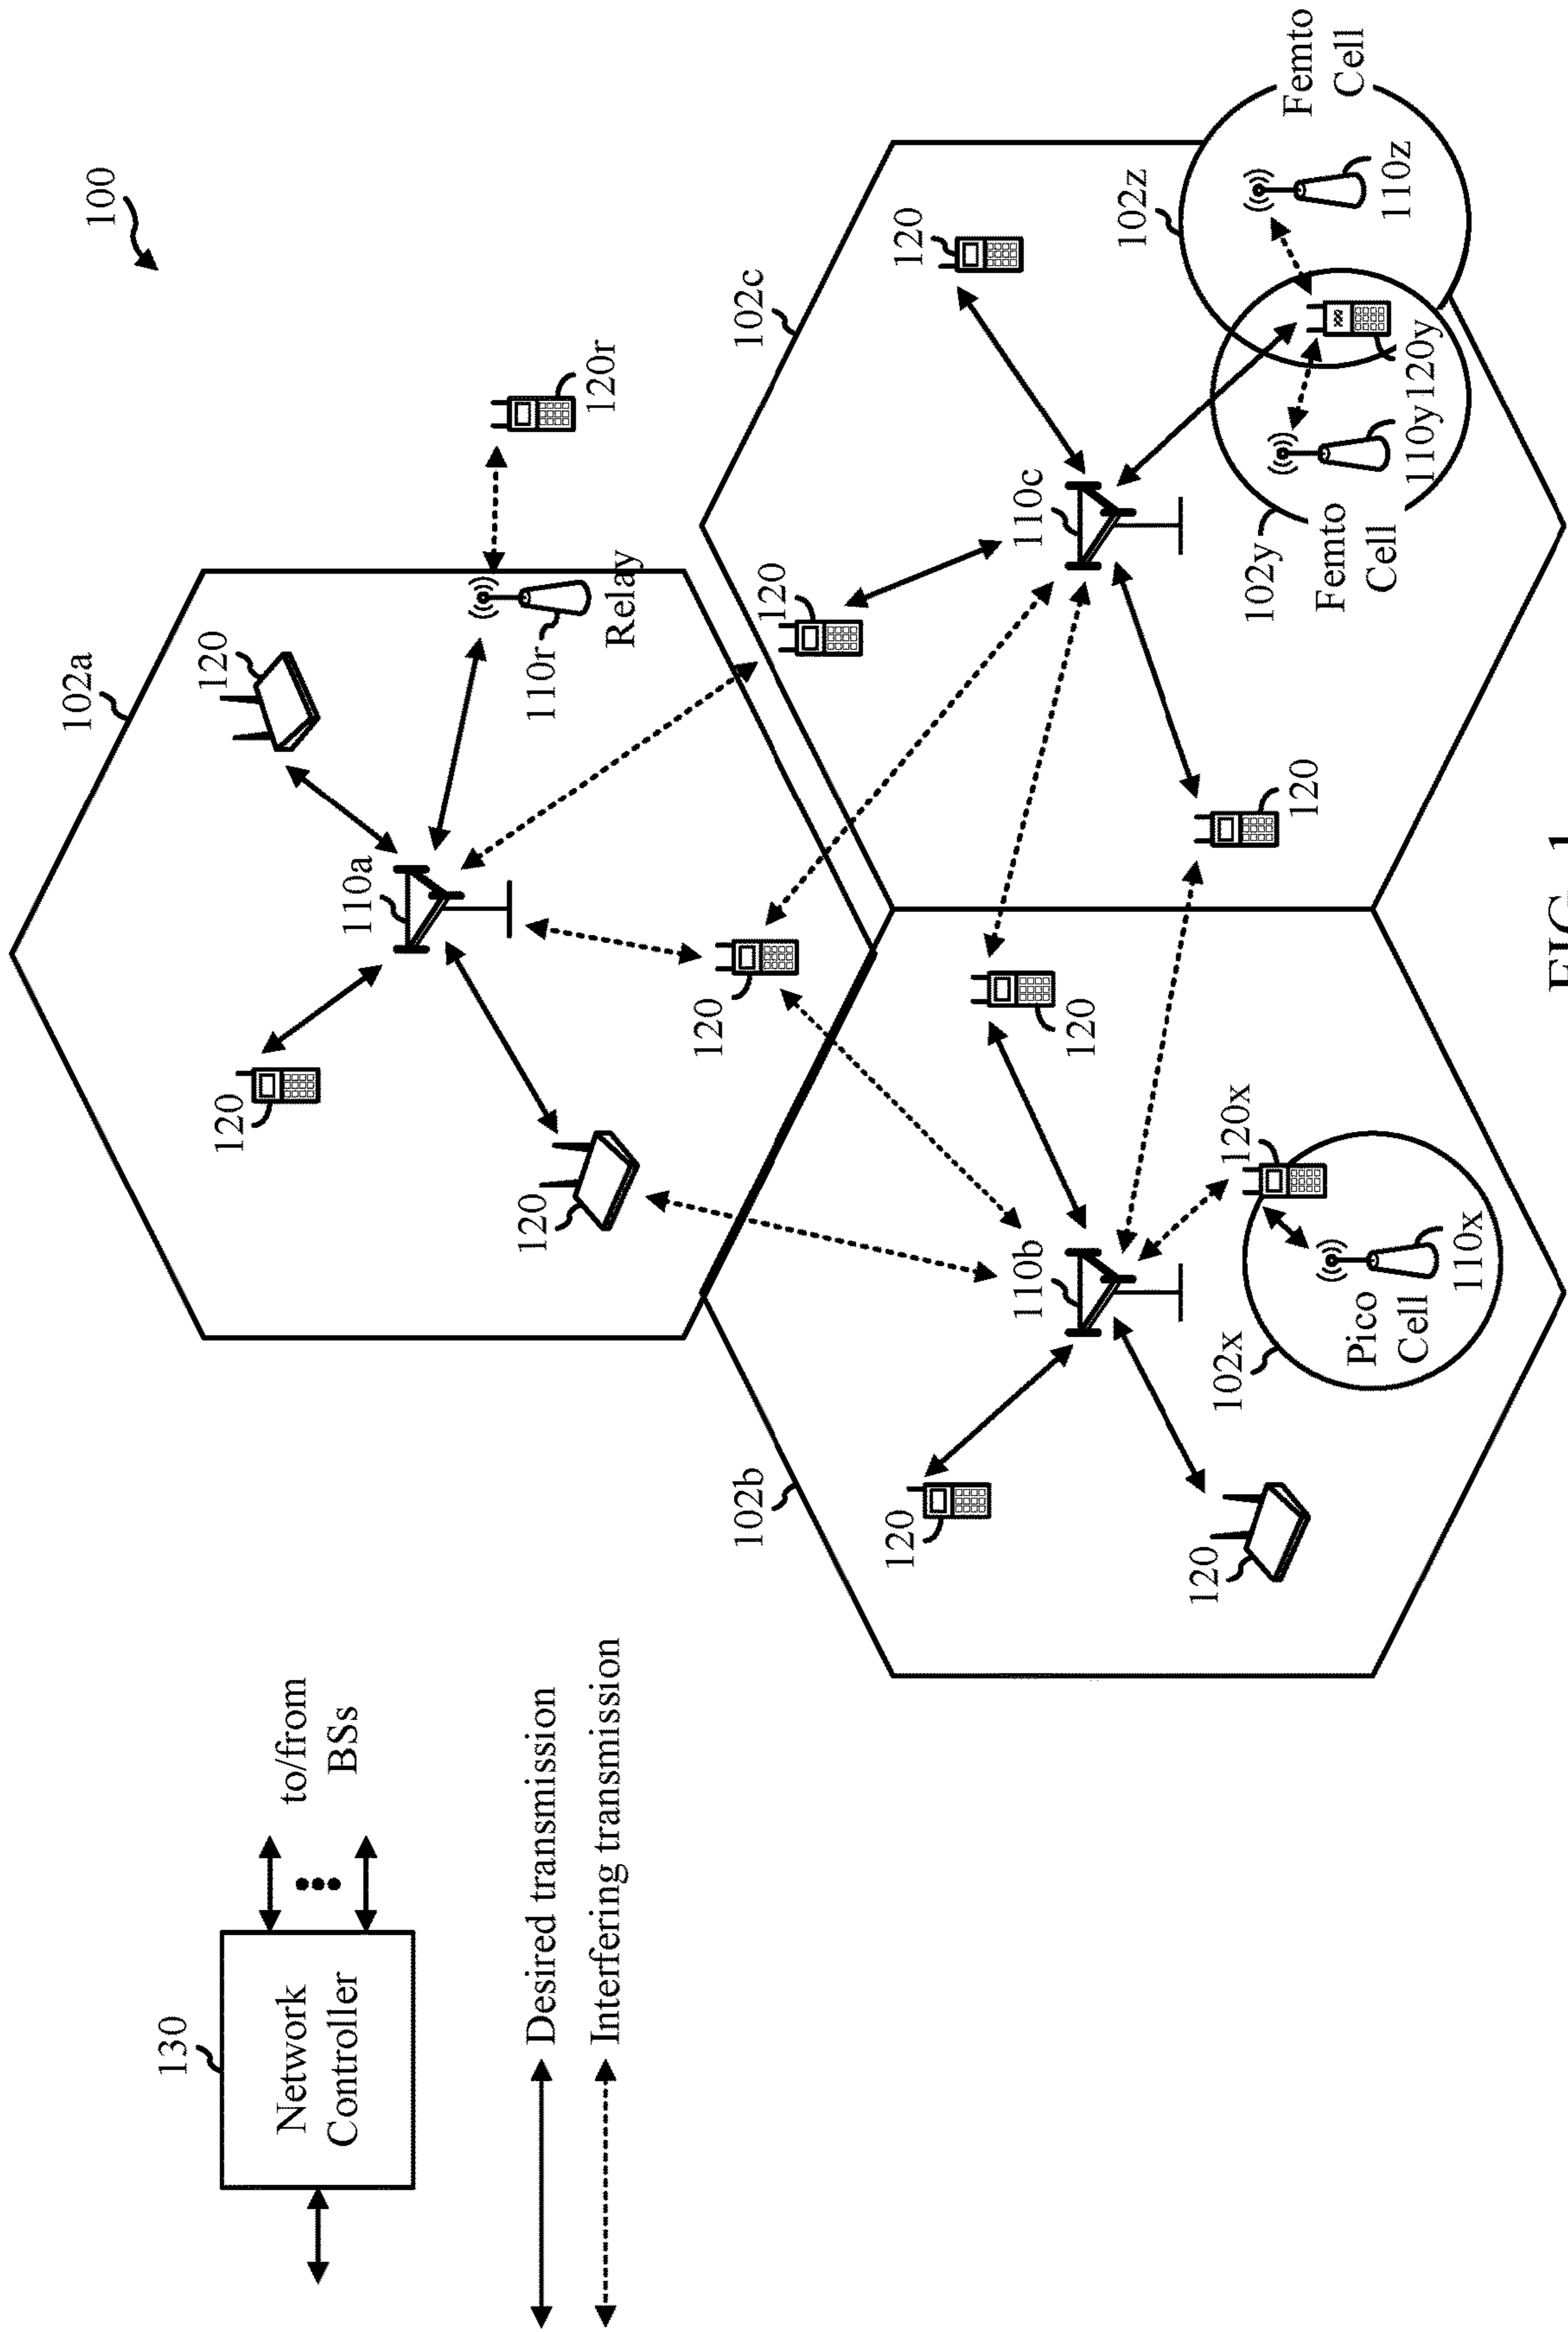 100
130
Network
Controller
to/from
BSs
Desired transmission
Interfering transmission
102a
120
120
110a
120
110r
Relay
120r
120
102b
102c
120
120
120
110b
110c
120
120
120
102x
120x
Pico
Cell
110x
102z
102y
Femto
Cell
Femto
Cell
110y
120y
110z
FIG. 1